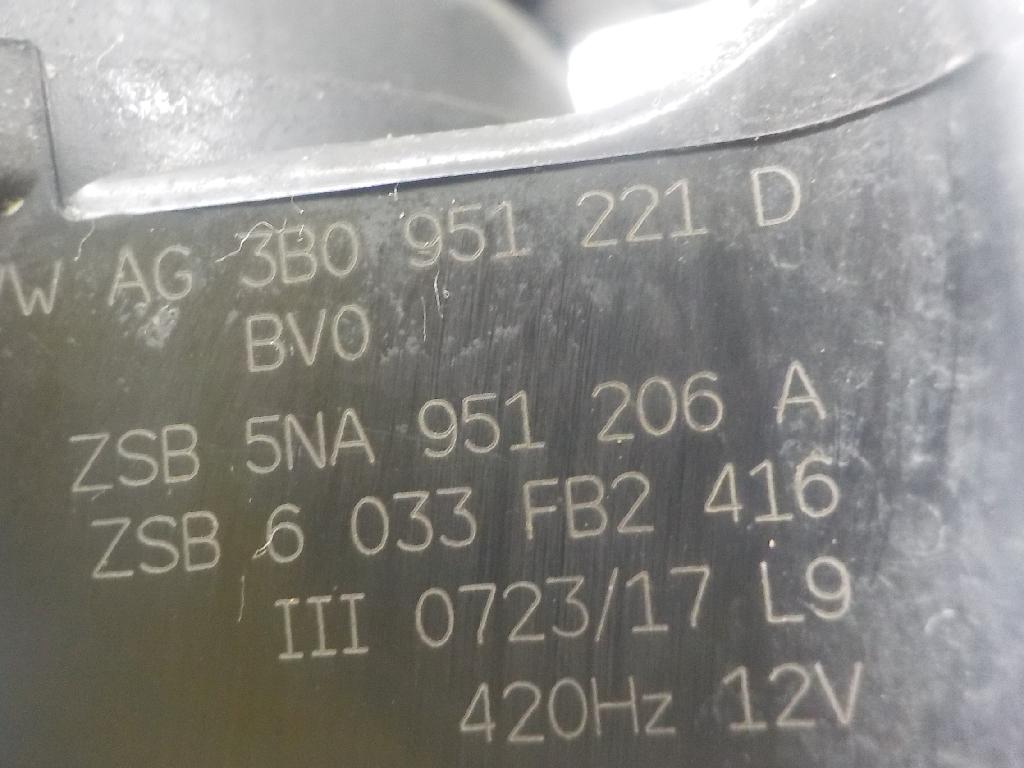 VW AG 3B0 951 221 D
BV0
ZSB 5NA 951 206 A
ZSB 6 033 FB2 416
III 0723/17 L9
420Hz 12V